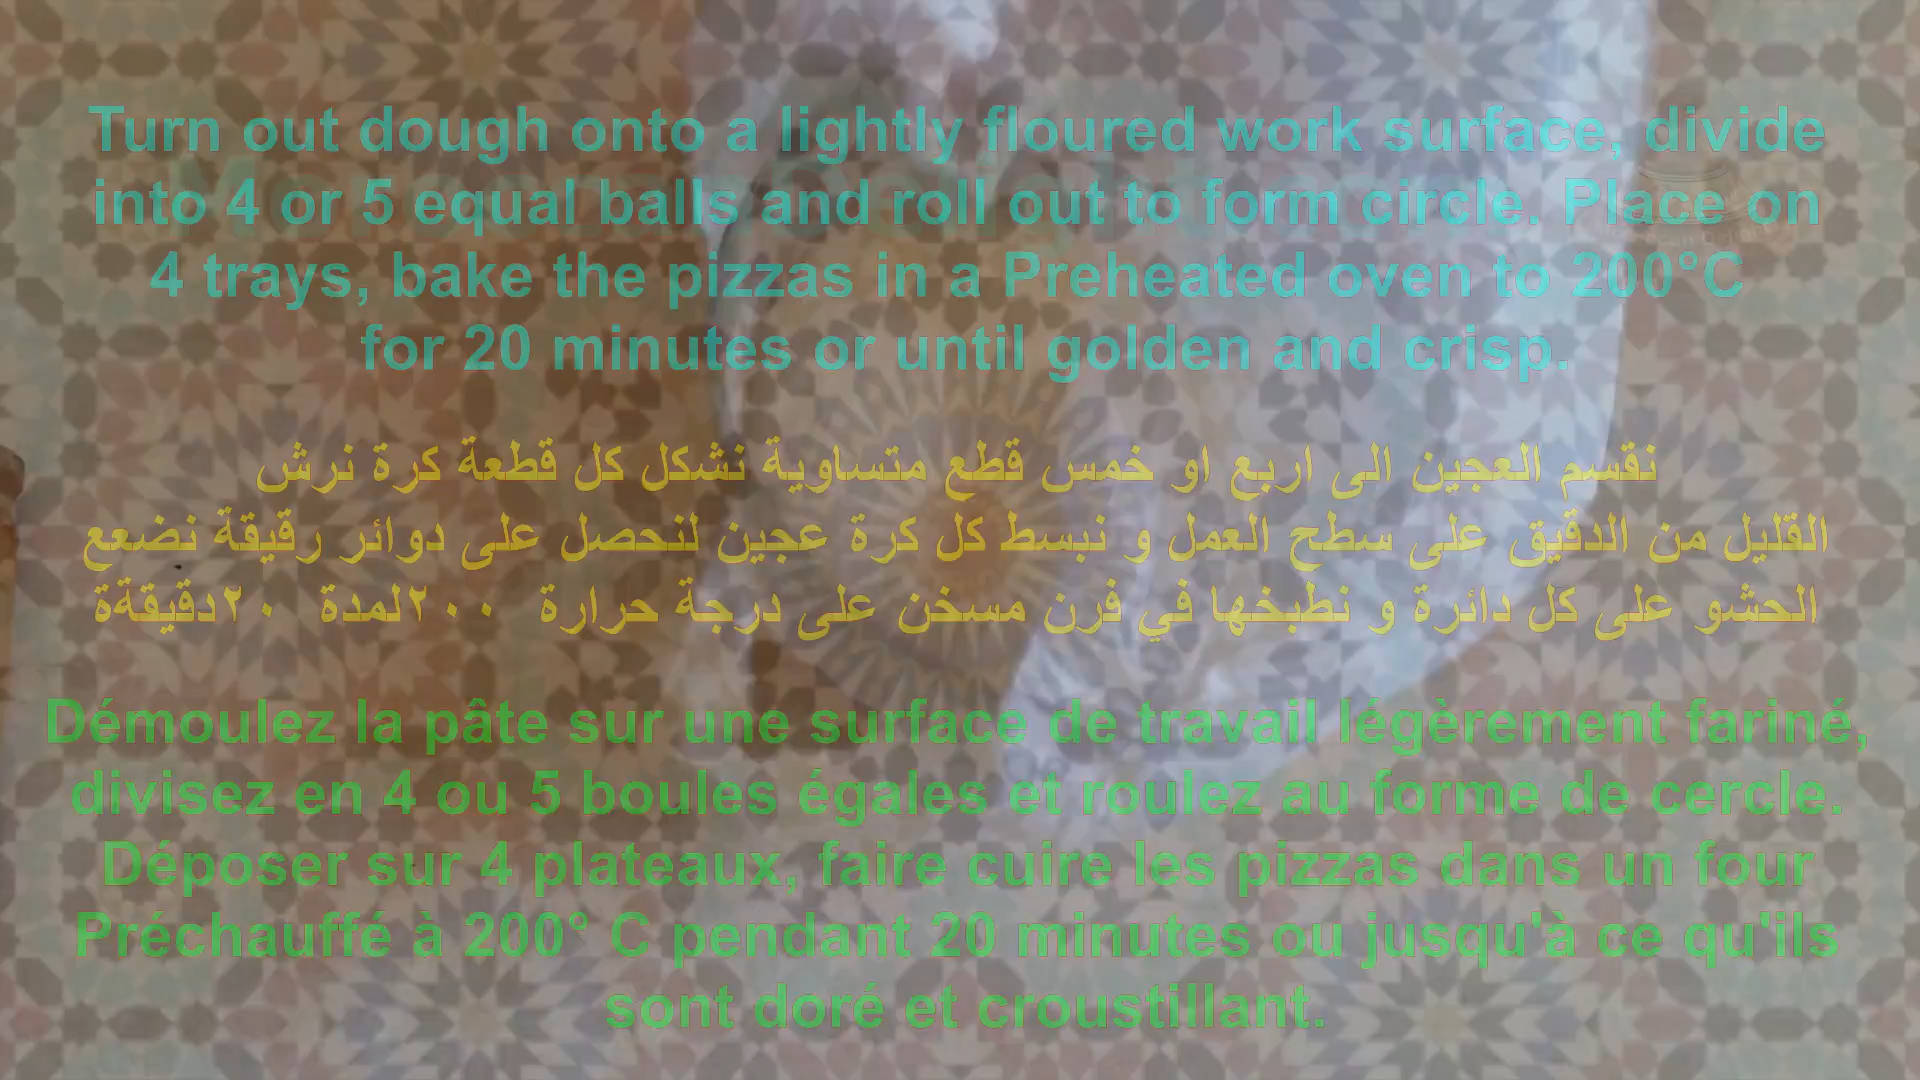 Turn out dough onto a lightly floured work surface, divide
into 4 or 5 equal balls and roll out to form circle. Place on
4 trays, bake the pizzas in a Preheated oven to 200°C
for 20 minutes or until golden and crisp.
نقسم العجين الى اربع او خمس قطع متساوية نشكل كل قطعة كرة نرش
القليل من الدقيق على سطح العمل و نبسط كل كرة عجين لنحصل على دوائر رقيقة نضعع
الحشو على كل دائرة و نطبخها في فرن مسخن على درجة حرارة ٢٠٠لمدة ٢٠دقيقةة
Démoulez la pâte sur une surface de travail légèrement fariné,
divisez en 4 ou 5 boules égales et roulez au forme de cercle.
Déposer sur 4 plateaux, faire cuire les pizzas dans un four
Préchauffé à 200° C pendant 20 minutes ou jusqu'à ce qu'ils
sont doré et croustillant.